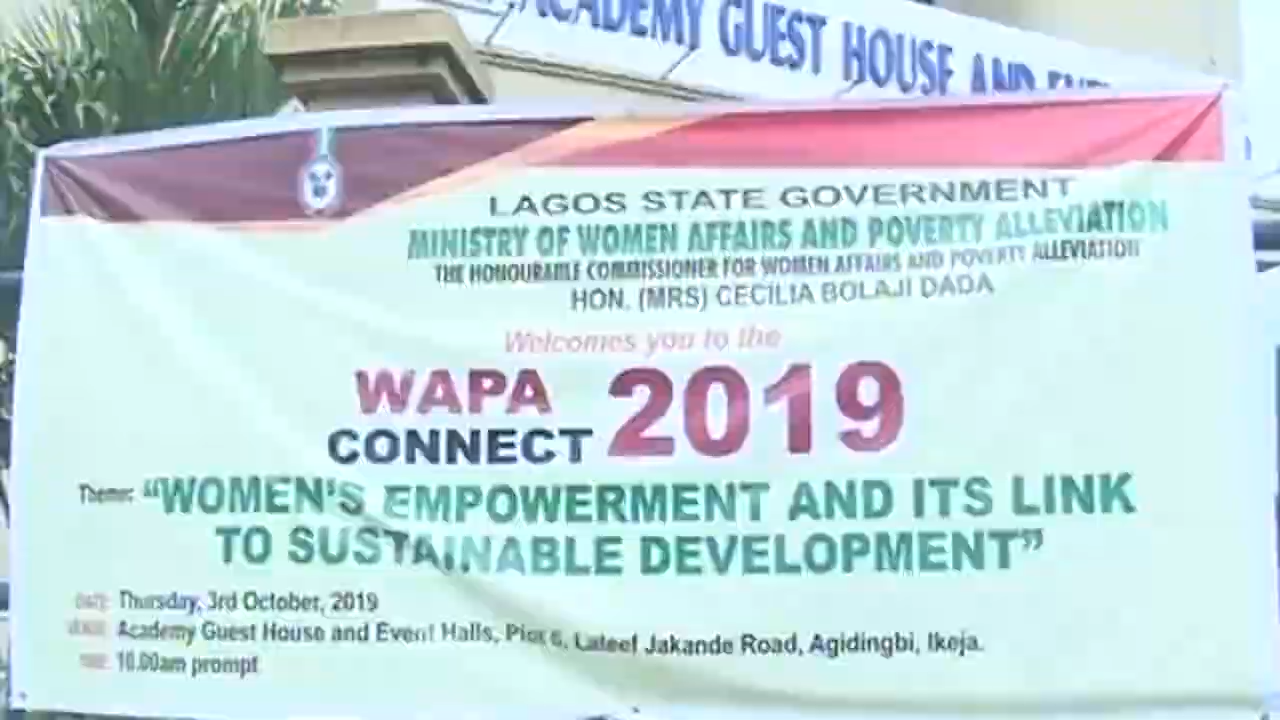 ACADEMY GUEST HOUSE AND
LAGOS STATE GOVERNMENT
MINISTRY OF WOMEN AFFAIRS AND POVERTY ALLEVIATION
THE HONOURABLE COMMISSIONER FOR WOMEN AFFAIRS AND POVERTY ALLEVIATION
HON. (MRS) CECILIA BOLAJI DADA
Welcomes you to the
WAPA CONNECT 2019
Theme: “WOMEN'S EMPOWERMENT AND ITS LINK
TO SUSTAINABLE DEVELOPMENT”
DATE: Thursday, 3rd October, 2019
VENUE: Academy Guest House and Event Halls, Plot 6, Lateef Jakande Road, Agidingbi, Ikeja.
TIME: 10.00am prompt